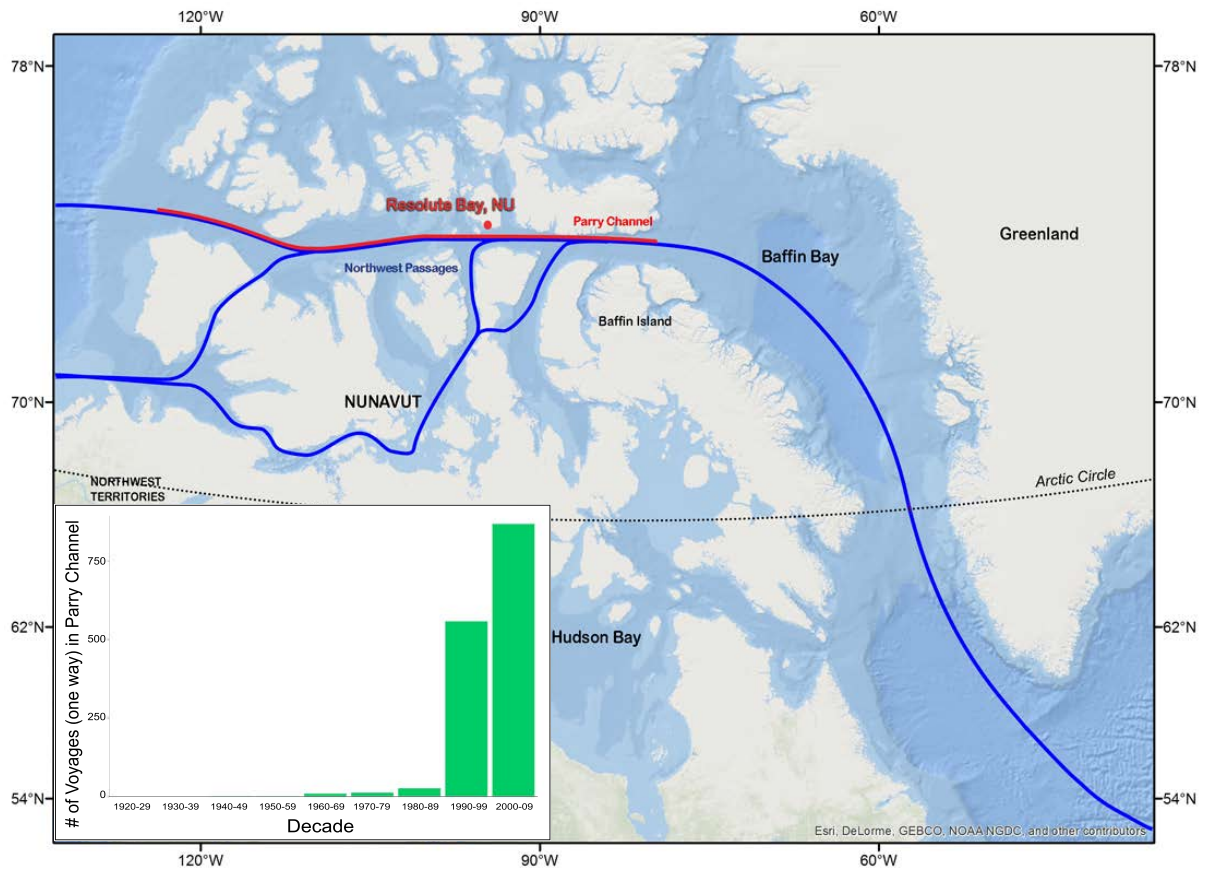 120°W
90°W
60°W
78°N
78°N
Resolute Bay, NU
Parry Channel
Greenland
Baffin Bay
Northwest Passages
Baffin Island
NUNAVUT
70°N
70°N
Arctic Circle
NORTHWEST
TERRITORIES
# of Voyages (one way) in Parry Channel
750
500
250
0
1920-29
1930-39
1940-49
1950-59
1960-69
1970-79
1980-89
1990-99
2000-09
Decade
62°N
Hudson Bay
62°N
54°N
54°N
Esri, DeLorme, GEBCO, NOAA NGDC, and other contributors
120°W
90°W
60°W